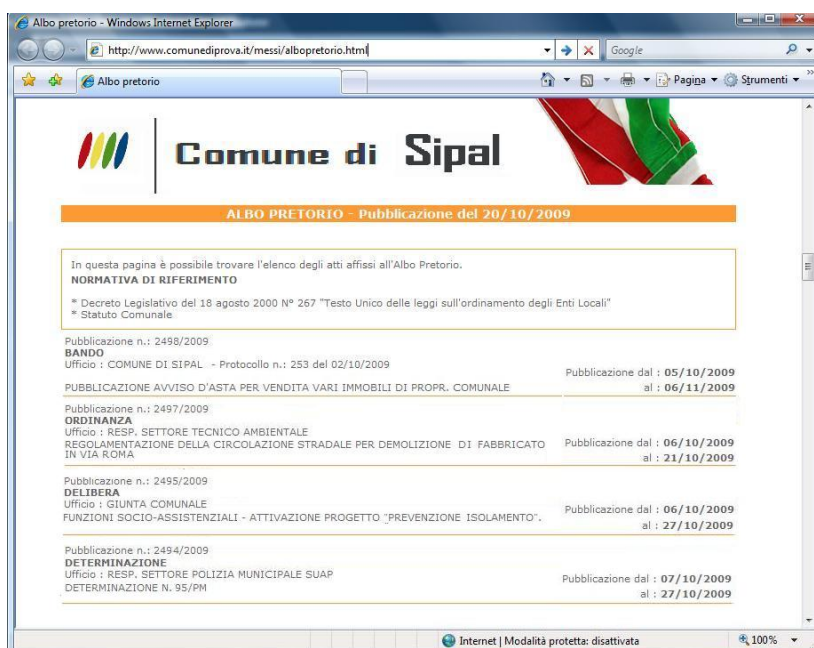 Albo pretorio - Windows Internet Explorer
http://www.comunediprova.it/messi/albopretorio.html
Google
Albo pretorio
Pagina
Strumenti
Comune di Sipal
ALBO PRETORIO - Pubblicazione del 20/10/2009
In questa pagina è possibile trovare l'elenco degli atti affissi all'Albo Pretorio.
NORMATIVA DI RIFERIMENTO
* Decreto Legislativo del 18 agosto 2000 N° 267 "Testo Unico delle leggi sull'ordinamento degli Enti Locali"
* Statuto Comunale
Pubblicazione n.: 2498/2009
BANDO
Ufficio : COMUNE DI SIPAL - Protocollo n.: 253 del 02/10/2009
Pubblicazione dal : 05/10/2009
PUBBLICAZIONE AVVISO D'ASTA PER VENDITA VARI IMMOBILI DI PROPR. COMUNALE
al : 06/11/2009
Pubblicazione n.: 2497/2009
ORDINANZA
Ufficio : RESP. SETTORE TECNICO AMBIENTALE
REGOLAMENTAZIONE DELLA CIRCOLAZIONE STRADALE PER DEMOLIZIONE DI FABBRICATO
IN VIA ROMA
Pubblicazione dal : 06/10/2009
al : 21/10/2009
Pubblicazione n.: 2495/2009
DELIBERA
Ufficio : GIUNTA COMUNALE
FUNZIONI SOCIO-ASSISTENZIALI - ATTIVAZIONE PROGETTO "PREVENZIONE ISOLAMENTO".
Pubblicazione dal : 06/10/2009
al : 27/10/2009
Pubblicazione n.: 2494/2009
DETERMINAZIONE
Ufficio : RESP. SETTORE POLIZIA MUNICIPALE SUAP
DETERMINAZIONE N. 95/PM
Pubblicazione dal : 07/10/2009
al : 27/10/2009
Internet | Modalità protetta: disattivata
100%